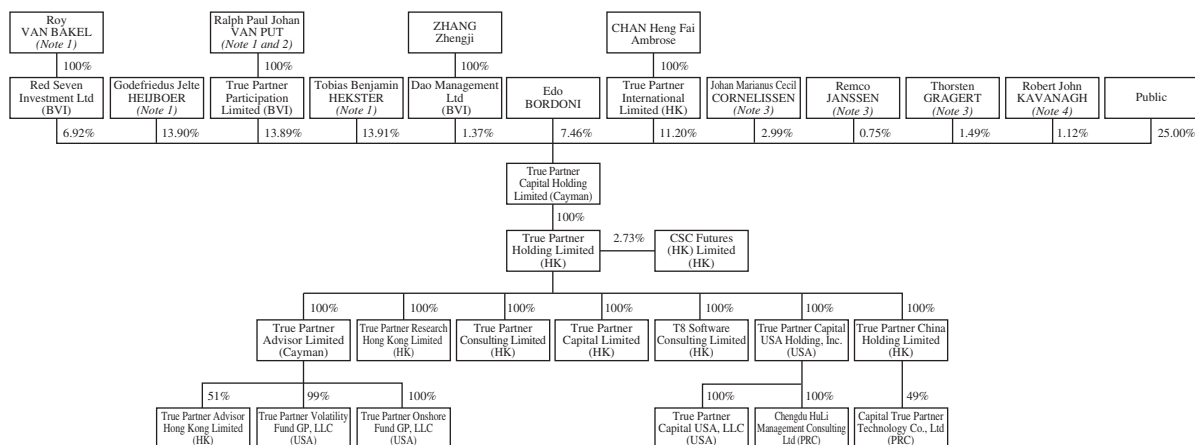 Roy
VAN BAKEL
(Note 1)
Ralph Paul Johan
VAN PUT
(Note 1 and 2)
ZHANG
Zhengji
CHAN Heng Fai
Ambrose
100%
100%
100%
100%
Red Seven
Investment Ltd
(BVI)
Godefriedus Jelte
HEIJBOER
(Note 1)
True Partner
Participation
Limited (BVI)
Tobias Benjamin
HEKSTER
(Note 1)
Dao Management
Ltd
(BVI)
Edo
BORDONI
True Partner
International
Limited (HK)
Johan Marianus Cecil
CORNELISSEN
(Note 3)
Remco
JANSSEN
(Note 3)
Thorsten
GRAGERT
(Note 3)
Robert John
KAVANAGH
(Note 4)
Public
6.92%
13.90%
13.89%
13.91%
1.37%
7.46%
11.20%
2.99%
0.75%
1.49%
1.12%
25.00%
True Partner
Capital Holding
Limited (Cayman)
100%
True Partner
Holding Limited
(HK)
2.73%
CSC Futures
(HK) Limited
(HK)
100%
100%
100%
100%
100%
100%
100%
True Partner
Advisor Limited
(Cayman)
True Partner Research
Hong Kong Limited
(HK)
True Partner
Consulting Limited
(HK)
True Partner
Capital Limited
(HK)
T8 Software
Consulting Limited
(HK)
True Partner Capital
USA Holding, Inc.
(USA)
True Partner China
Holding Limited
(HK)
51%
99%
100%
100%
100%
49%
True Partner Advisor
Hong Kong Limited
(HK)
True Partner Volatility
Fund GP, LLC
(USA)
True Partner Onshore
Fund GP, LLC
(USA)
True Partner
Capital USA, LLC
(USA)
Chengdu HuLi
Management Consulting
Ltd (PRC)
Capital True Partner
Technology Co., Ltd
(PRC)